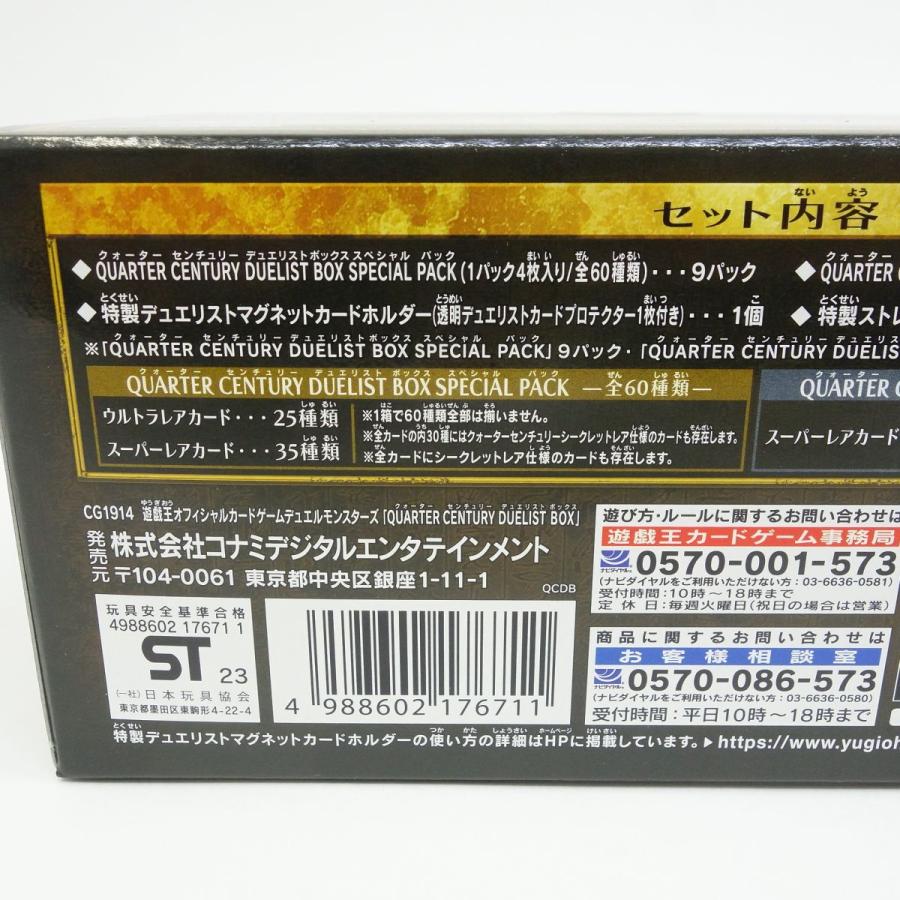 セット内容
◆QUARTER CENTURY DUELIST BOX SPECIAL PACK(1パック4枚入り/全60種類)・・・9パック
◆QUARTER C
◆特製デュエリストマグネットカードホルダー(透明デュエリストカードプロテクター1枚付き)・・・1個
◆特製ストレ
※「QUARTER CENTURY DUELIST BOX SPECIAL PACK」9パック・「QUARTER CENTURY DUELIS
QUARTER CENTURY DUELIST BOX SPECIAL PACK ―全60種類―
ウルトラレアカード・・・25種類
スーパーレアカード・・・35種類
※1箱で60種類全部は揃いません。
※全カードの内30種にはクォーターセンチュリーシークレットレア仕様のカードも存在します。
※全カードにシークレットレア仕様のカードも存在します。
QUARTER C
スーパーレアカード
CG1914 遊戯王オフィシャルカードゲームデュエルモンスターズ「QUARTER CENTURY DUELIST BOX」
発売元 株式会社コナミデジタルエンタテインメント
〒104-0061 東京都中央区銀座1-11-1
QCDB
玩具安全基準合格
4988602 17671 1
ST 23
(一社)日本玩具協会
東京都墨田区東駒形4-22-4
4 988602 176711
遊び方・ルールに関するお問い合わせは
遊戯王カードゲーム事務局
ナビダイヤル 0570-001-573
(ナビダイヤルをご利用いただけない方:03-6636-0581)
受付時間:10時〜18時まで
定休日:毎週火曜日(祝日の場合は営業)
商品に関するお問い合わせは
お客様相談室
ナビダイヤル 0570-086-573
(ナビダイヤルをご利用いただけない方:03-6636-0580)
受付時間:平日10時〜18時まで
特製デュエリストマグネットカードホルダーの使い方の詳細はHPに掲載しています。▶https://www.yugioh